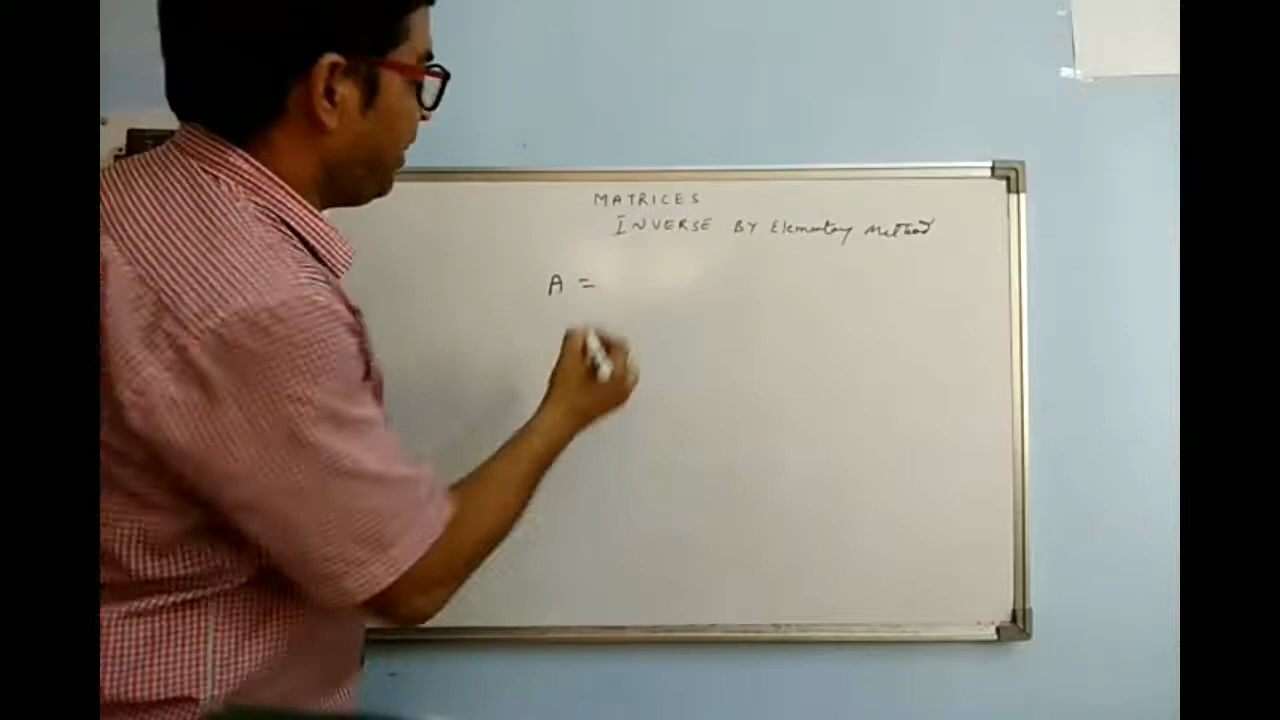 MATRICES
INVERSE BY Elementary Method
A =